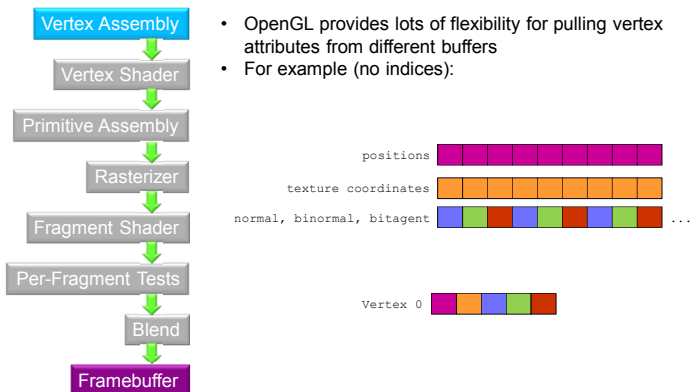 Vertex Assembly
Vertex Shader
Primitive Assembly
Rasterizer
Fragment Shader
Per-Fragment Tests
Blend
Framebuffer
• OpenGL provides lots of flexibility for pulling vertex
attributes from different buffers
• For example (no indices):
positions
texture coordinates
normal, binormal, bitagent
...
Vertex 0